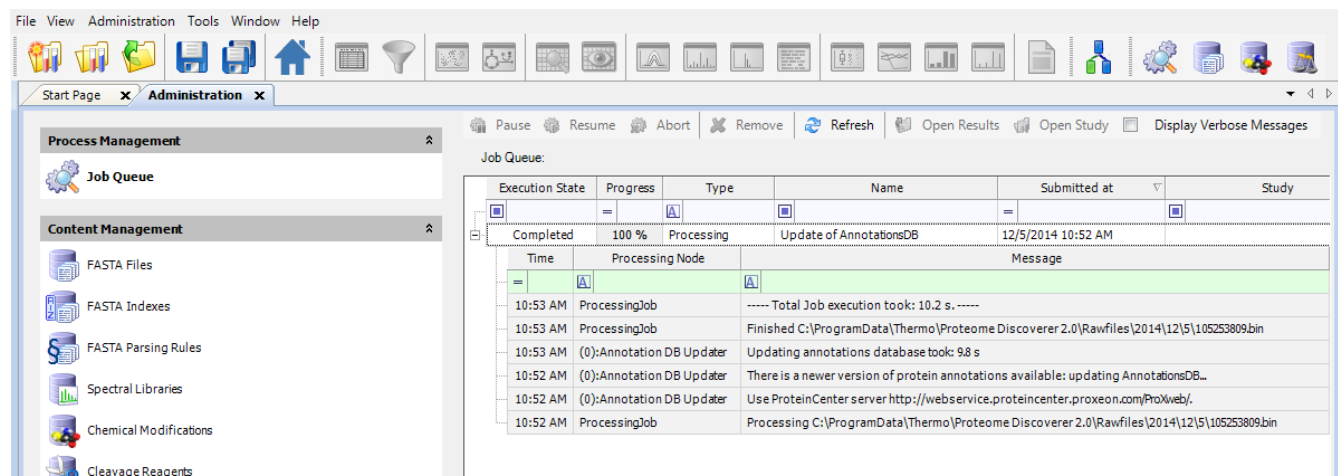 File View Administration Tools Window Help
Start Page x Administration x
Pause Resume Abort Remove Refresh Open Results Open Study Display Verbose Messages
Process Management
Job Queue
Content Management
FASTA Files
FASTA Indexes
FASTA Parsing Rules
Spectral Libraries
Chemical Modifications
Cleavage Reagents
Job Queue:
Execution State Progress Type Name Submitted at Study
= A =
Completed 100 % Processing Update of AnnotationsDB 12/5/2014 10:52 AM
Time Processing Node Message
= A A
10:53 AM ProcessingJob ----- Total Job execution took: 10.2 s. -----
10:53 AM ProcessingJob Finished C:\ProgramData\Thermo\Proteome Discoverer 2.0\Rawfiles\2014\12\5\105253809.bin
10:53 AM (0):Annotation DB Updater Updating annotations database took: 9.8 s
10:52 AM (0):Annotation DB Updater There is a newer version of protein annotations available: updating AnnotationsDB...
10:52 AM (0):Annotation DB Updater Use ProteinCenter server http://webservice.proteincenter.proxeon.com/ProXweb/.
10:52 AM ProcessingJob Processing C:\ProgramData\Thermo\Proteome Discoverer 2.0\Rawfiles\2014\12\5\105253809.bin